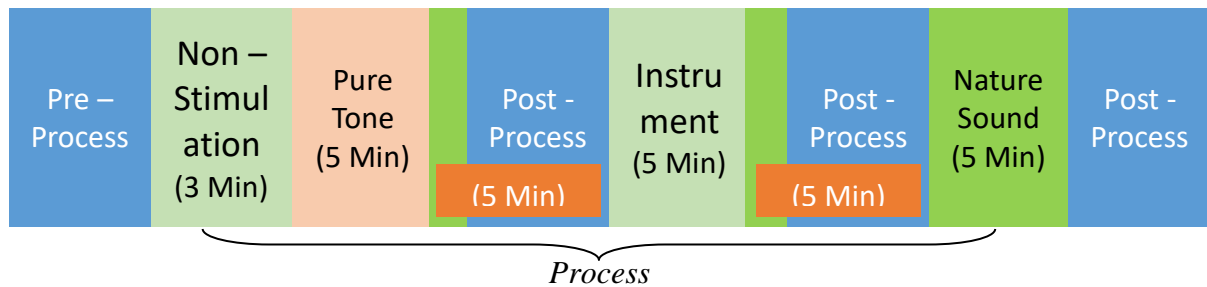 Pre –
Process
Non –
Stimul
ation
(3 Min)
Pure
Tone
(5 Min)
Post -
Process
(5 Min)
Instru
ment
(5 Min)
Post -
Process
(5 Min)
Nature
Sound
(5 Min)
Post -
Process
Process